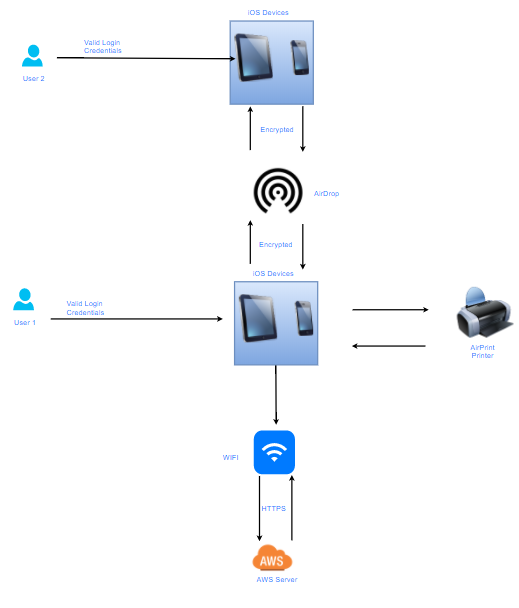 iOS Devices
Valid Login
Credentials
User 2
Encrypted
AirDrop
Encrypted
iOS Devices
Valid Login
Credentials
User 1
AirPrint
Printer
WIFI
HTTPS
AWS
AWS Server